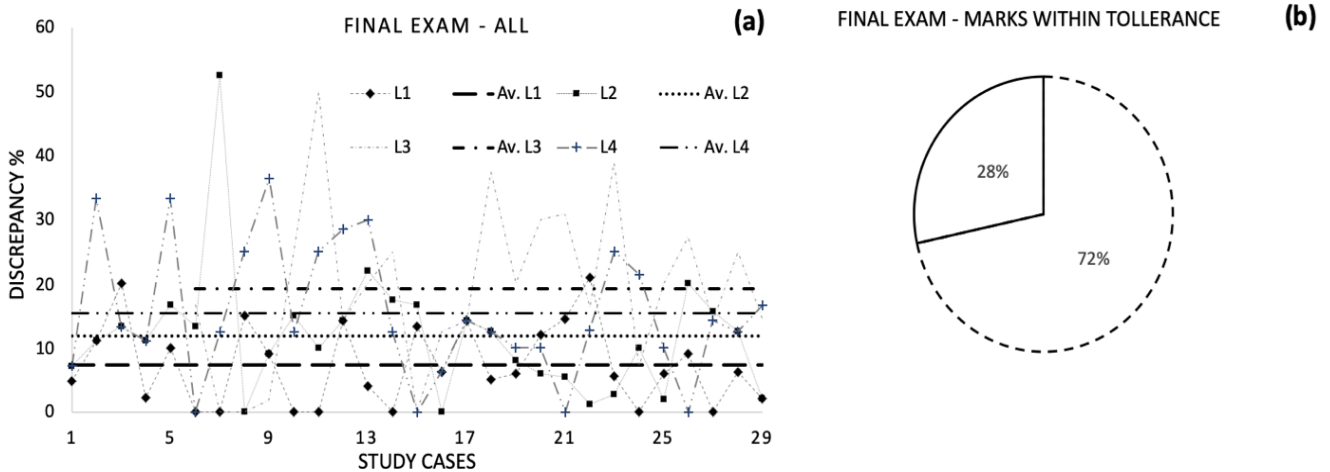 FINAL EXAM - ALL
(a)
L1
Av. L1
L2
Av. L2
L3
Av. L3
L4
Av. L4
DISCREPANCY %
60
50
40
30
20
10
0
1 5 9 13 17 21 25 29
STUDY CASES
FINAL EXAM - MARKS WITHIN TOLLERANCE
(b)
28%
72%